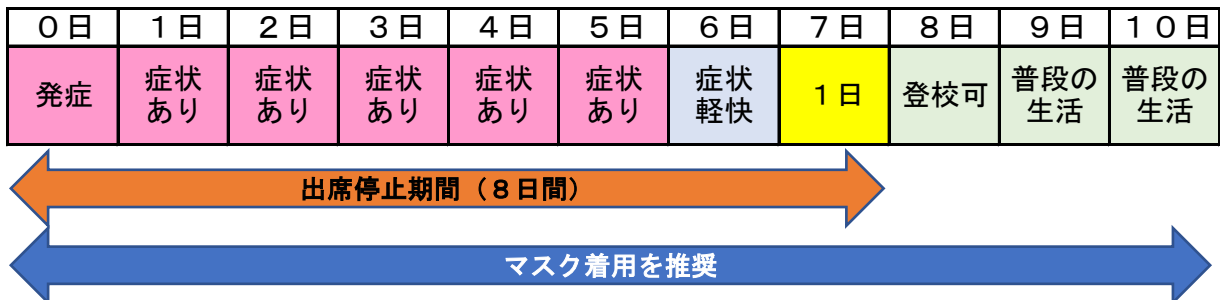 ０日 １日 ２日 ３日 ４日 ５日 ６日 ７日 ８日 ９日 １０日
発症 症状あり 症状あり 症状あり 症状あり 症状あり 症状軽快 １日 登校可 普段の生活 普段の生活
出席停止期間（８日間）
マスク着用を推奨